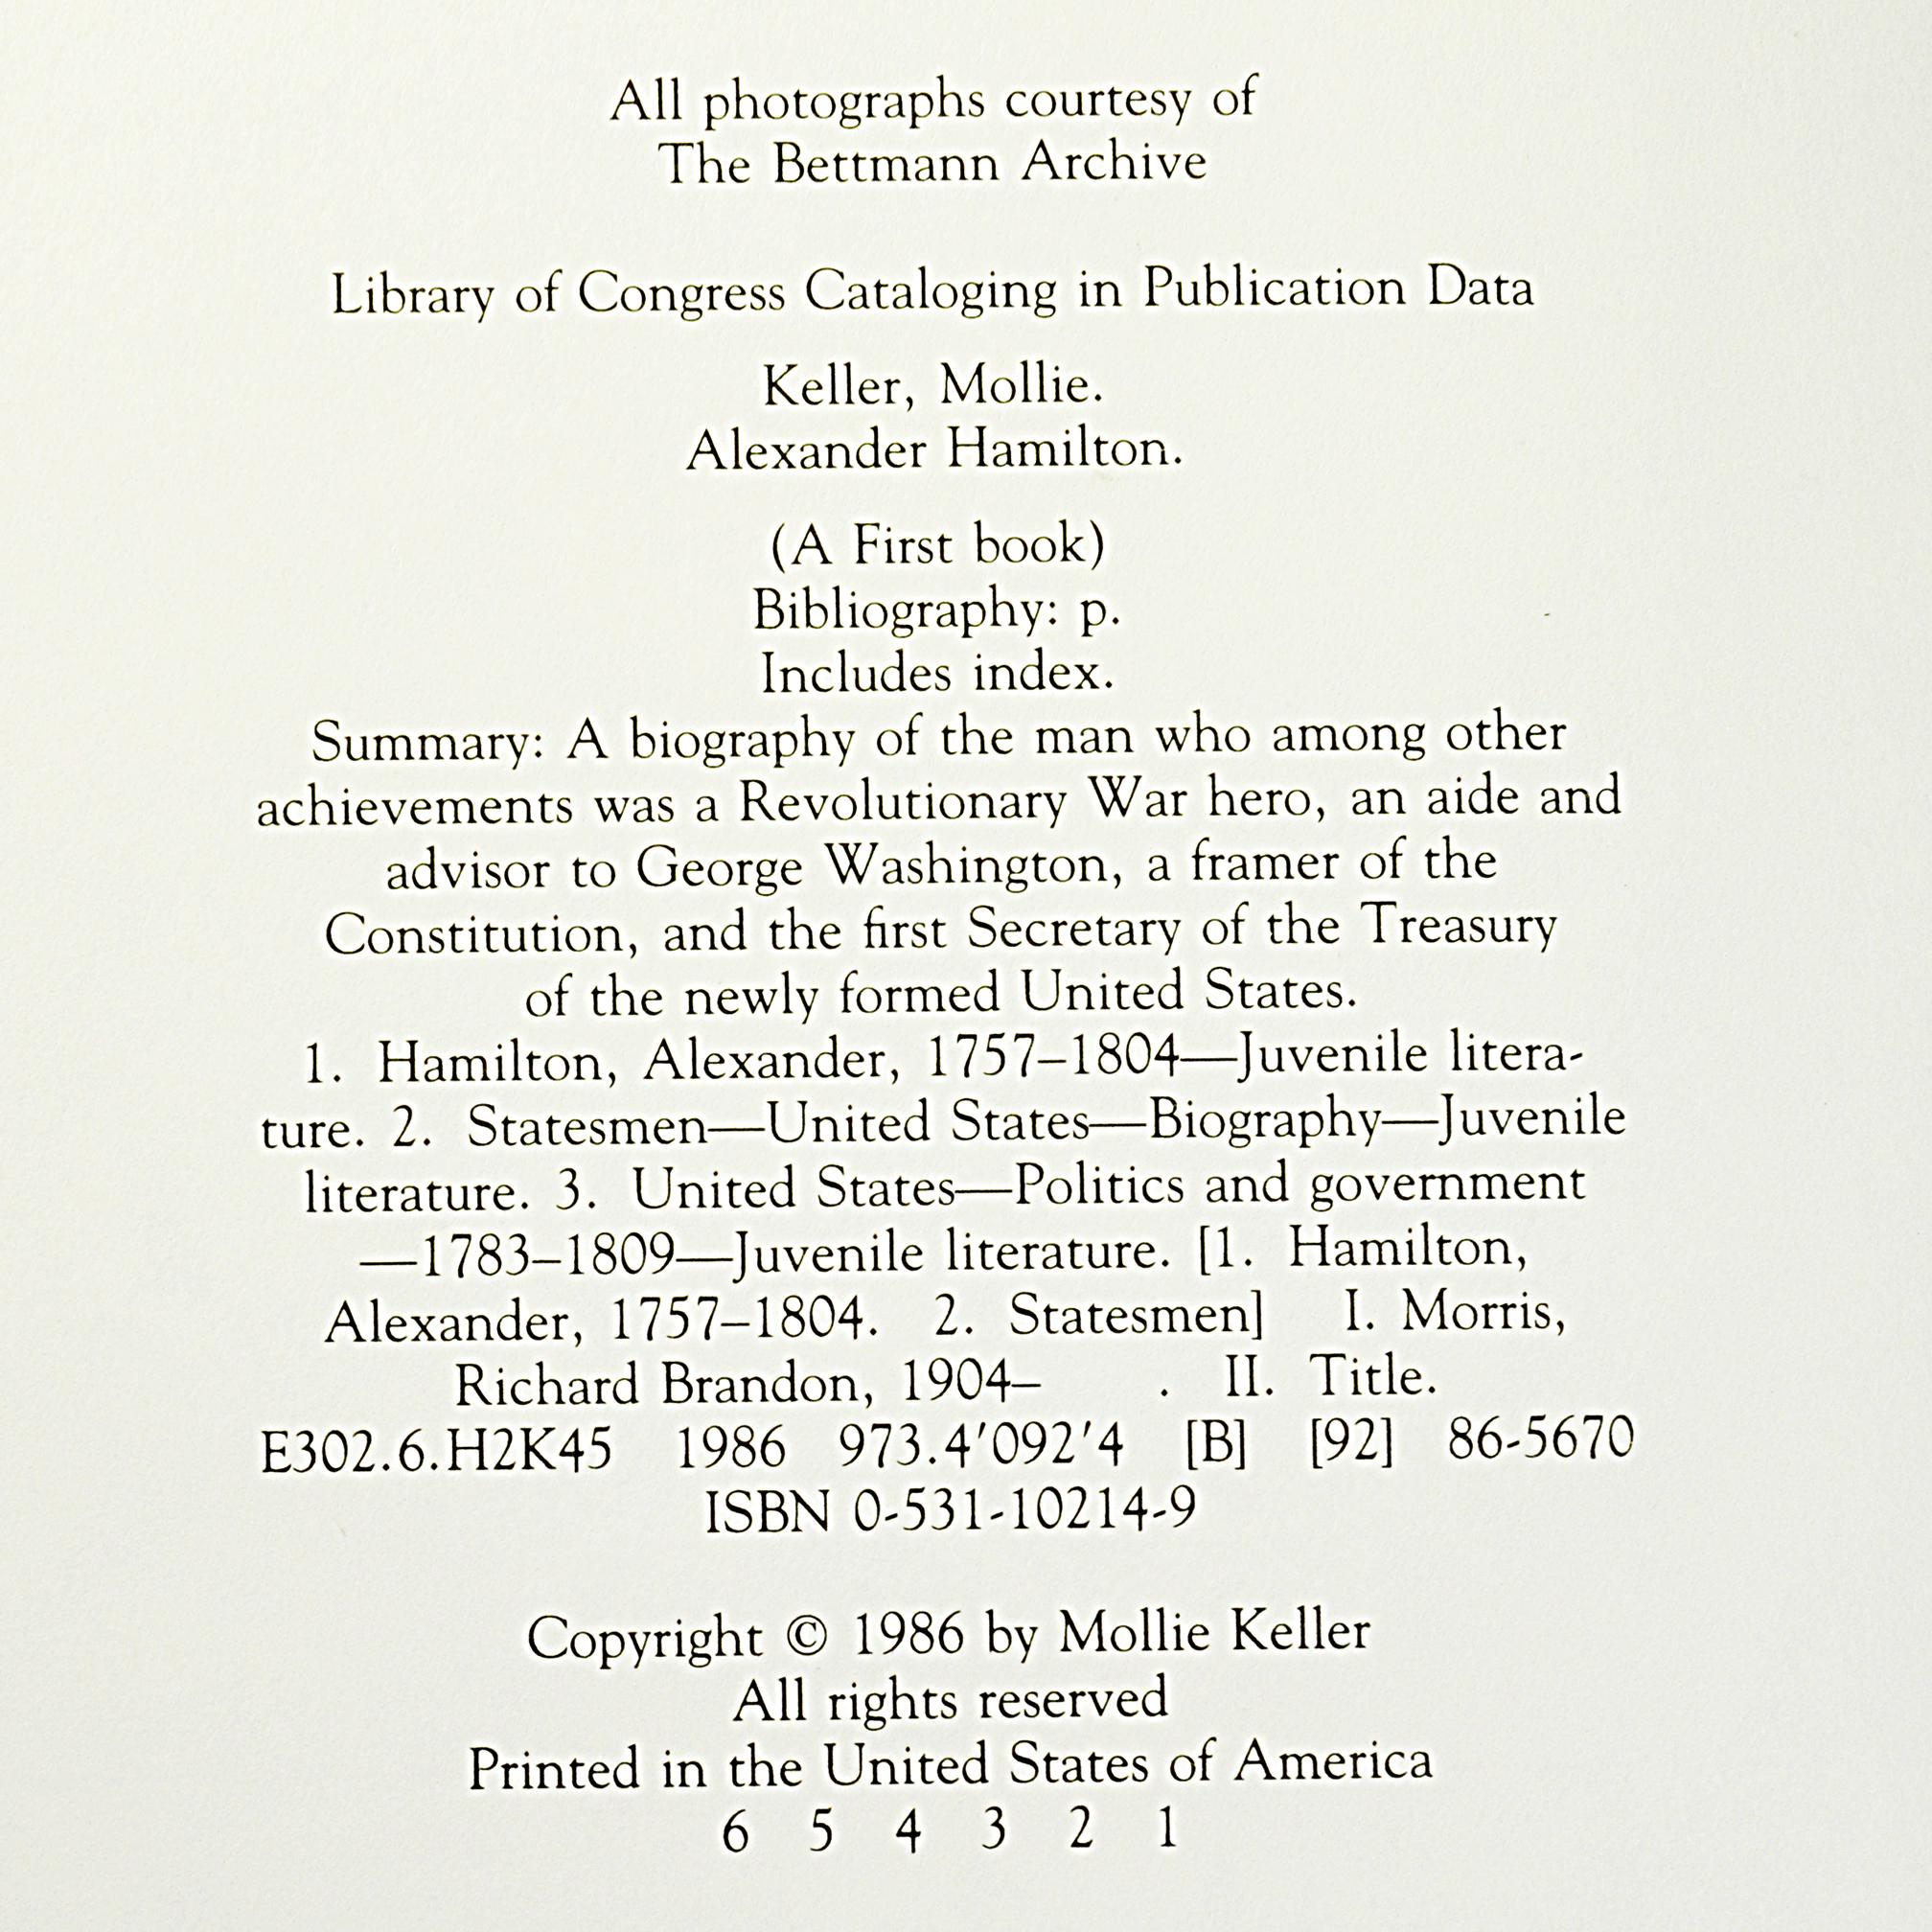 All photographs courtesy of
The Bettmann Archive
Library of Congress Cataloging in Publication Data
Keller, Mollie.
Alexander Hamilton.
(A First book)
Bibliography: p.
Includes index.
Summary: A biography of the man who among other
achievements was a Revolutionary War hero, an aide and
advisor to George Washington, a framer of the
Constitution, and the first Secretary of the Treasury
of the newly formed United States.
1. Hamilton, Alexander, 1757–1804—Juvenile litera-
ture. 2. Statesmen—United States—Biography—Juvenile
literature. 3. United States—Politics and government
—1783–1809—Juvenile literature. [1. Hamilton,
Alexander, 1757–1804. 2. Statesmen] I. Morris,
Richard Brandon, 1904– . II. Title.
E302.6.H2K45 1986 973.4'092'4 [B] [92] 86-5670
ISBN 0-531-10214-9
Copyright © 1986 by Mollie Keller
All rights reserved
Printed in the United States of America
6 5 4 3 2 1